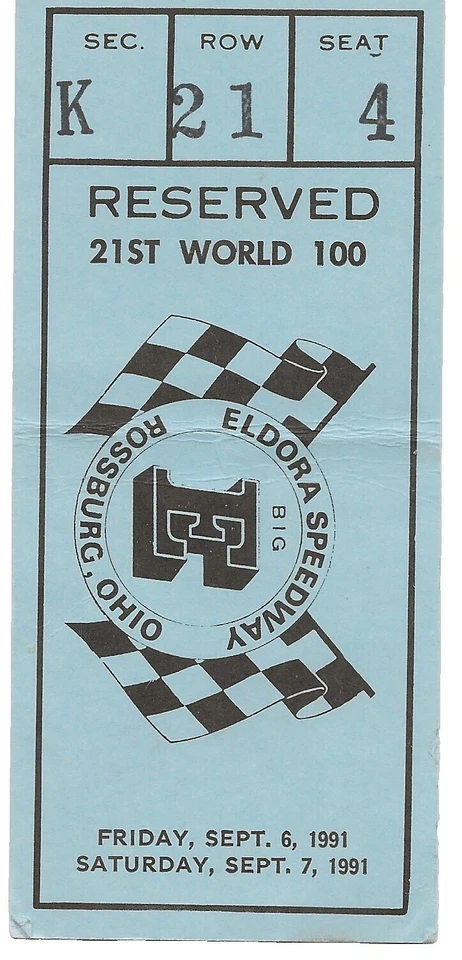 SEC. ROW SEAT
K 21 4
RESERVED
21ST WORLD 100
ELDORA SPEEDWAY
ROSSBURG, OHIO
BIG
E
FRIDAY, SEPT. 6, 1991
SATURDAY, SEPT. 7, 1991